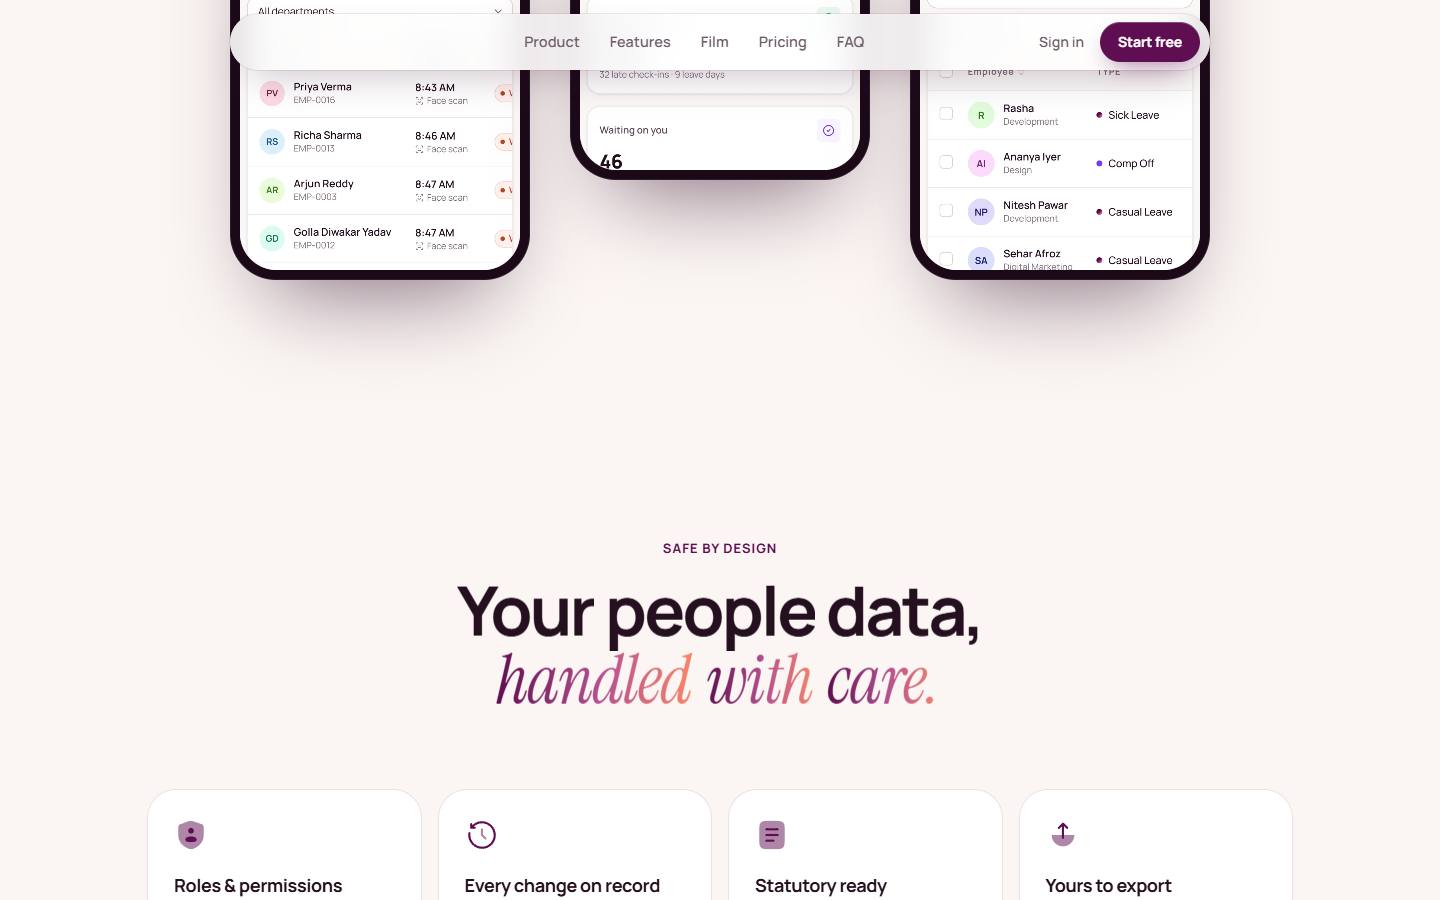 All departments
Product
Features
Film
Pricing
FAQ
Sign in
Start free
PV
Priya Verma
EMP-0016
8:43 AM
Face scan
RS
Richa Sharma
EMP-0013
8:46 AM
Face scan
AR
Arjun Reddy
EMP-0003
8:47 AM
Face scan
GD
Golla Diwakar Yadav
EMP-0012
8:47 AM
Face scan
32 late check-ins · 9 leave days
Waiting on you
46
Employee
TYPE
R
Rasha
Development
Sick Leave
AI
Ananya Iyer
Design
Comp Off
NP
Nitesh Pawar
Development
Casual Leave
SA
Sehar Afroz
Digital Marketing
Casual Leave
SAFE BY DESIGN
Your people data,
handled with care.
Roles & permissions
Every change on record
Statutory ready
Yours to export